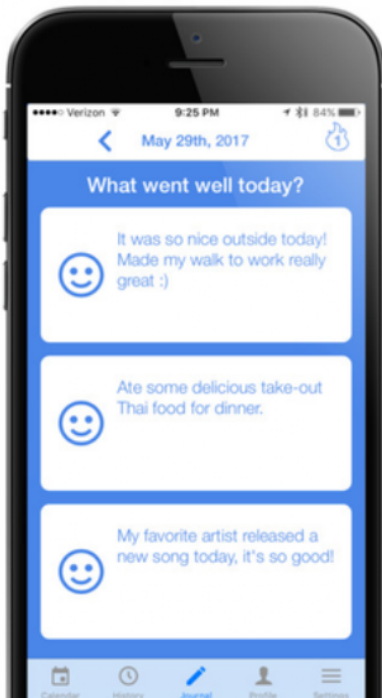 Verizon 9:25 PM 84%
May 29th, 2017 1
What went well today?
It was so nice outside today!
Made my walk to work really
great :)
Ate some delicious take-out
Thai food for dinner.
My favorite artist released a
new song today, it's so good!
Calendar History Journal Profile Settings